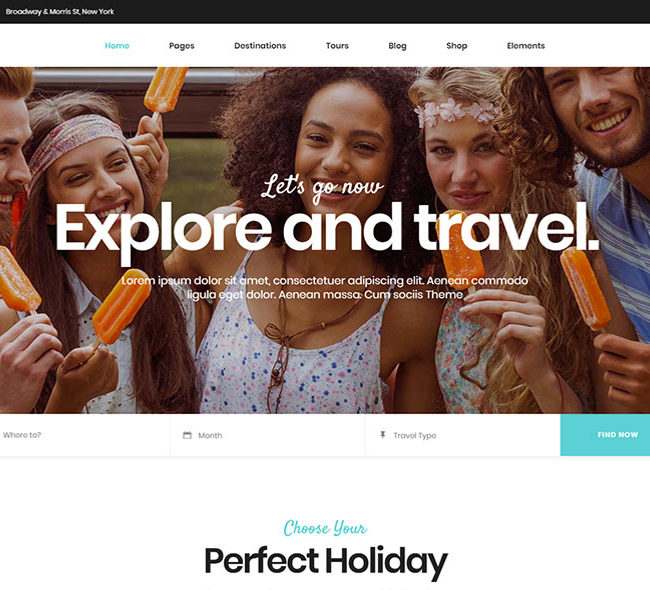 Broadway & Morris St, New York
Home Pages Destinations Tours Blog Shop Elements
Let's go now
Explore and travel.
Lorem ipsum dolor sit amet, consectetuer adipiscing elit. Aenean commodo
ligula eget dolor. Aenean massa. Cum sociis Theme
Where to? Month Travel Type FIND NOW
Choose Your
Perfect Holiday